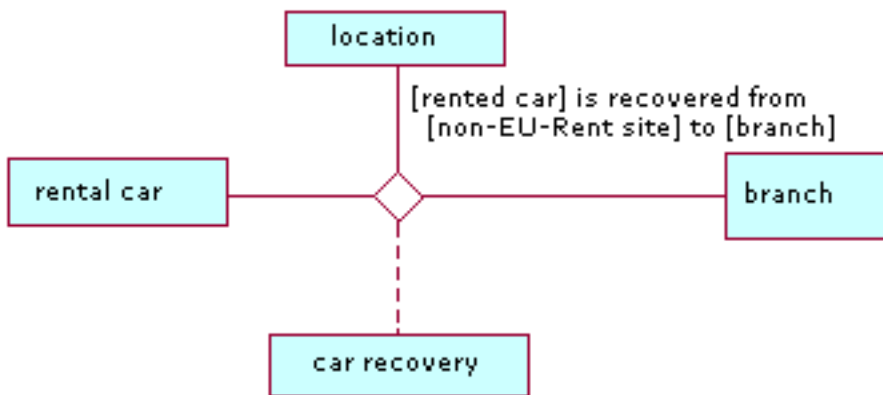 location
[rented car] is recovered from
[non-EU-Rent site] to [branch]
rental car
branch
car recovery